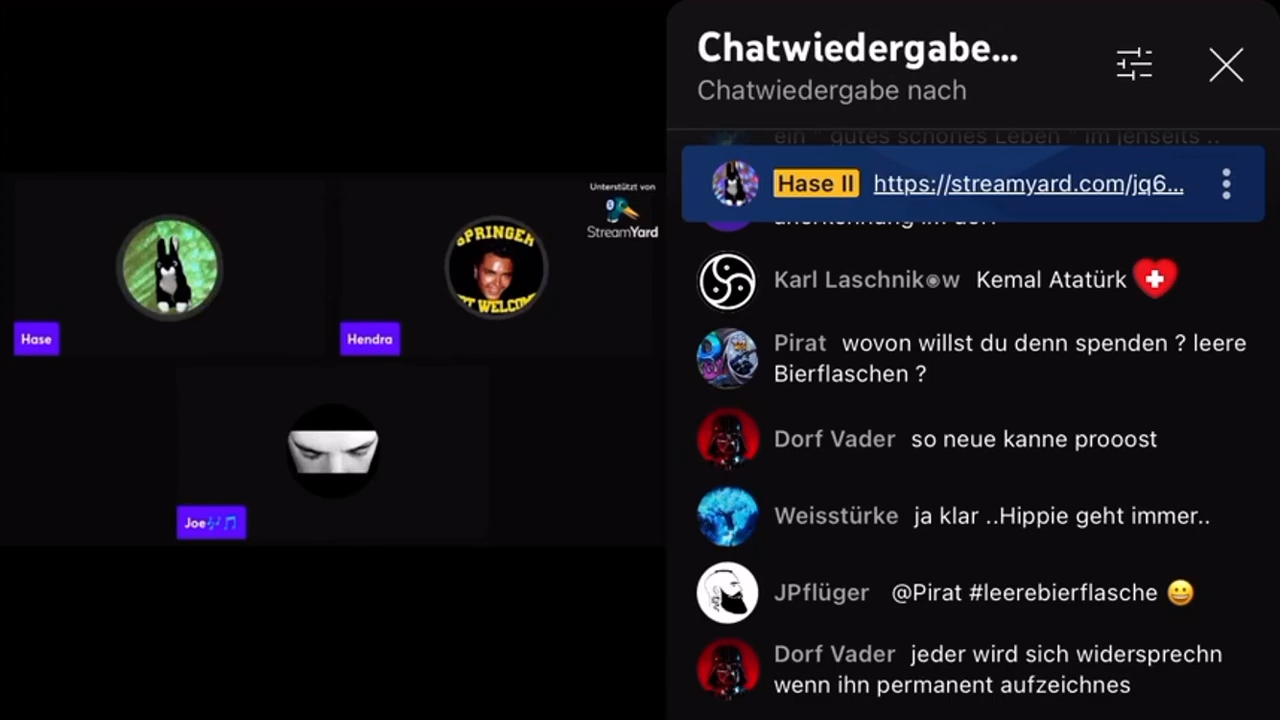 Unterstützt von
StreamYard
SPRINGER
Hase
Hendra
Joe🎶🎵
Chatwiedergabe...
Chatwiedergabe nach
ein " gutes schönes Leben " im jenseits ..
Hase II https://streamyard.com/jq6...
Karl Laschnik◉w Kemal Atatürk
Pirat wovon willst du denn spenden ? leere
Bierflaschen ?
Dorf Vader so neue kanne prooost
Weisstürke ja klar ..Hippie geht immer..
JPflüger @Pirat #leerebierflasche 😀
Dorf Vader jeder wird sich widersprechn
wenn ihn permanent aufzeichnes